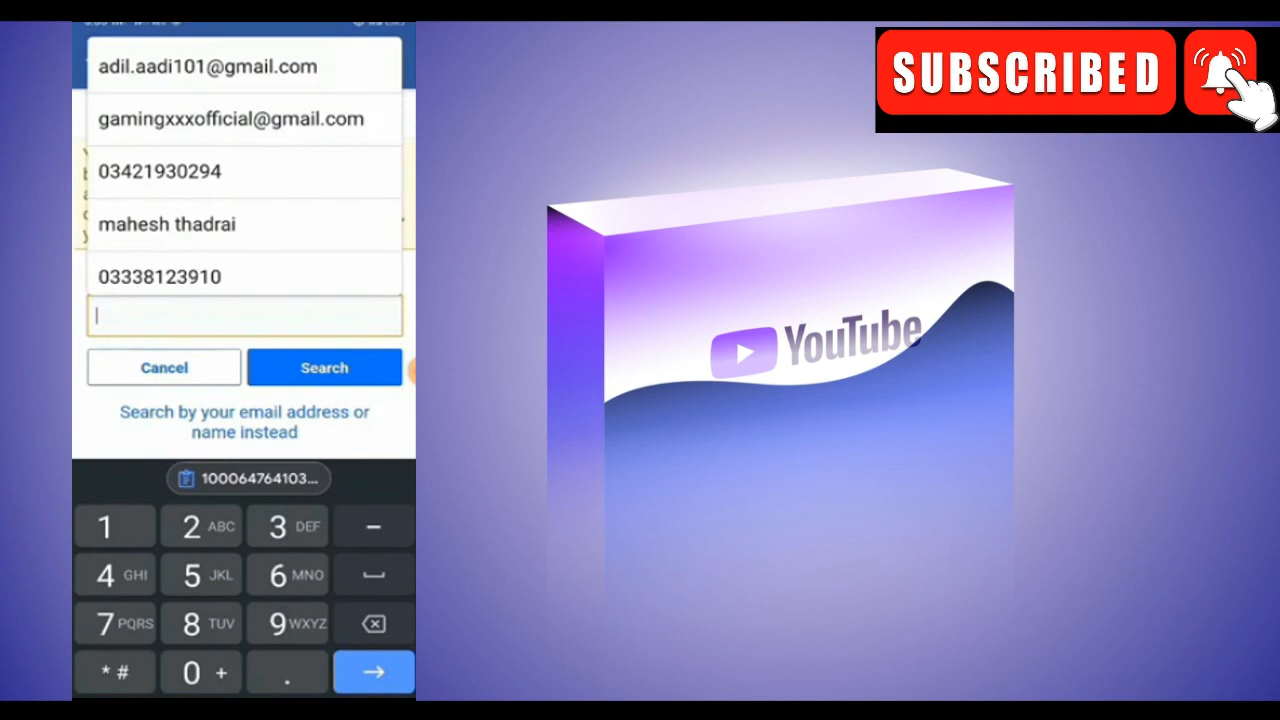 adil.aadi101@gmail.com
gamingxxxofficial@gmail.com
03421930294
mahesh thadrai
03338123910
Cancel
Search
Search by your email address or
name instead
100064764103...
1
2 ABC
3 DEF
−
4 GHI
5 JKL
6 MNO
7 PQRS
8 TUV
9 WXYZ
* #
0 +
.
SUBSCRIBED
YouTube